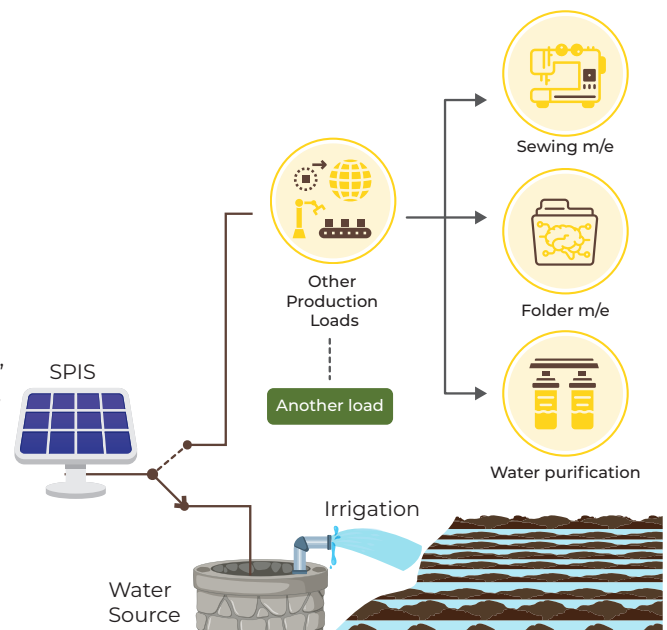 Sewing m/e
Other
Production
Loads
Folder m/e
SPIS
Another load
Water purification
Irrigation
Water
Source